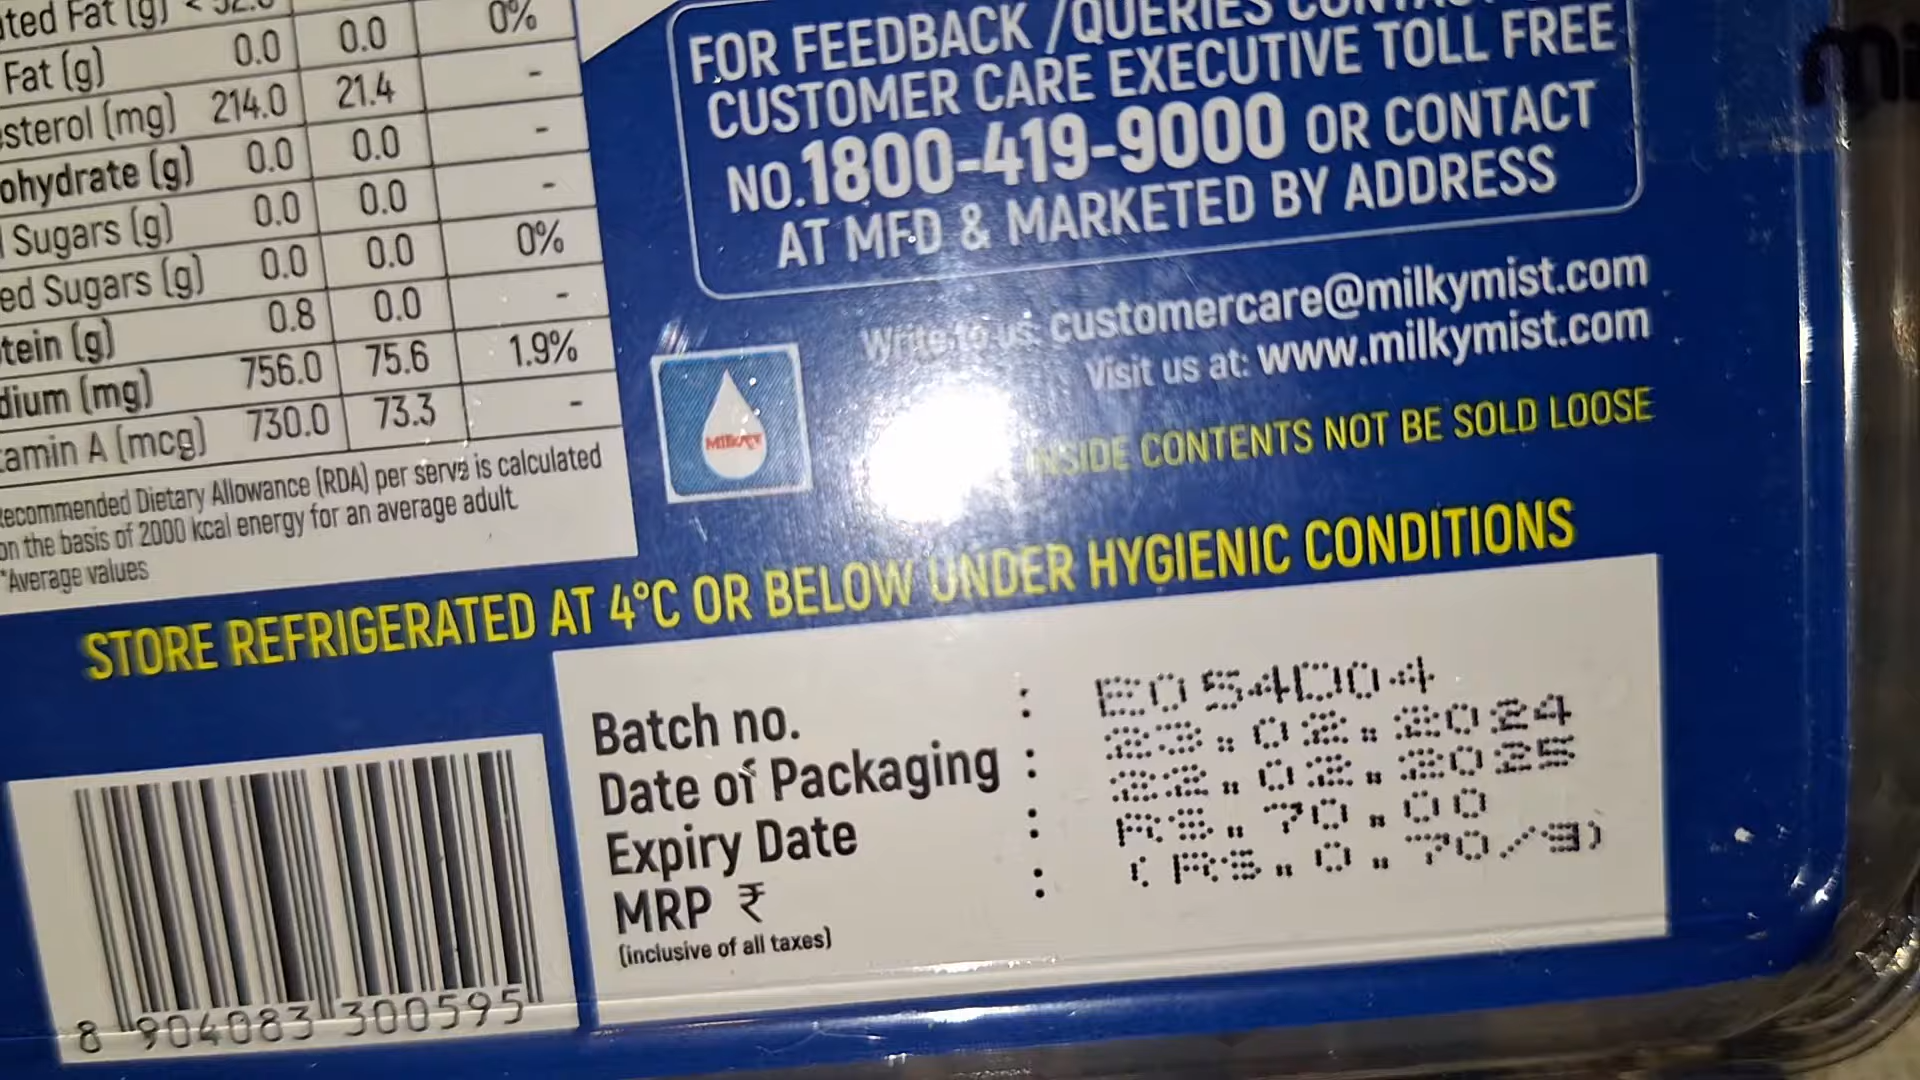 Fat (g)
Fat (g) 0.0 0.0 0%
sterol (mg) 214.0 21.4 -
ohydrate (g) 0.0 0.0 -
Sugars (g) 0.0 0.0 -
ed Sugars (g) 0.0 0.0 0%
tein (g) 0.8 0.0 -
dium (mg) 756.0 75.6 1.9%
amin A (mcg) 730.0 73.3 -
Recommended Dietary Allowance (RDA) per serve is calculated
on the basis of 2000 kcal energy for an average adult
*Average values
FOR FEEDBACK /QUERIES
CUSTOMER CARE EXECUTIVE TOLL FREE
NO.1800-419-9000 OR CONTACT
AT MFD & MARKETED BY ADDRESS
Write to us: customercare@milkymist.com
Visit us at: www.milkymist.com
INSIDE CONTENTS NOT BE SOLD LOOSE
STORE REFRIGERATED AT 4°C OR BELOW UNDER HYGIENIC CONDITIONS
Batch no. : E054D04
Date of Packaging : 23.02.2024
Expiry Date : 22.02.2025
MRP ₹ : RS.70.00
(inclusive of all taxes) (RS.0.70/g)
8 904083 300595